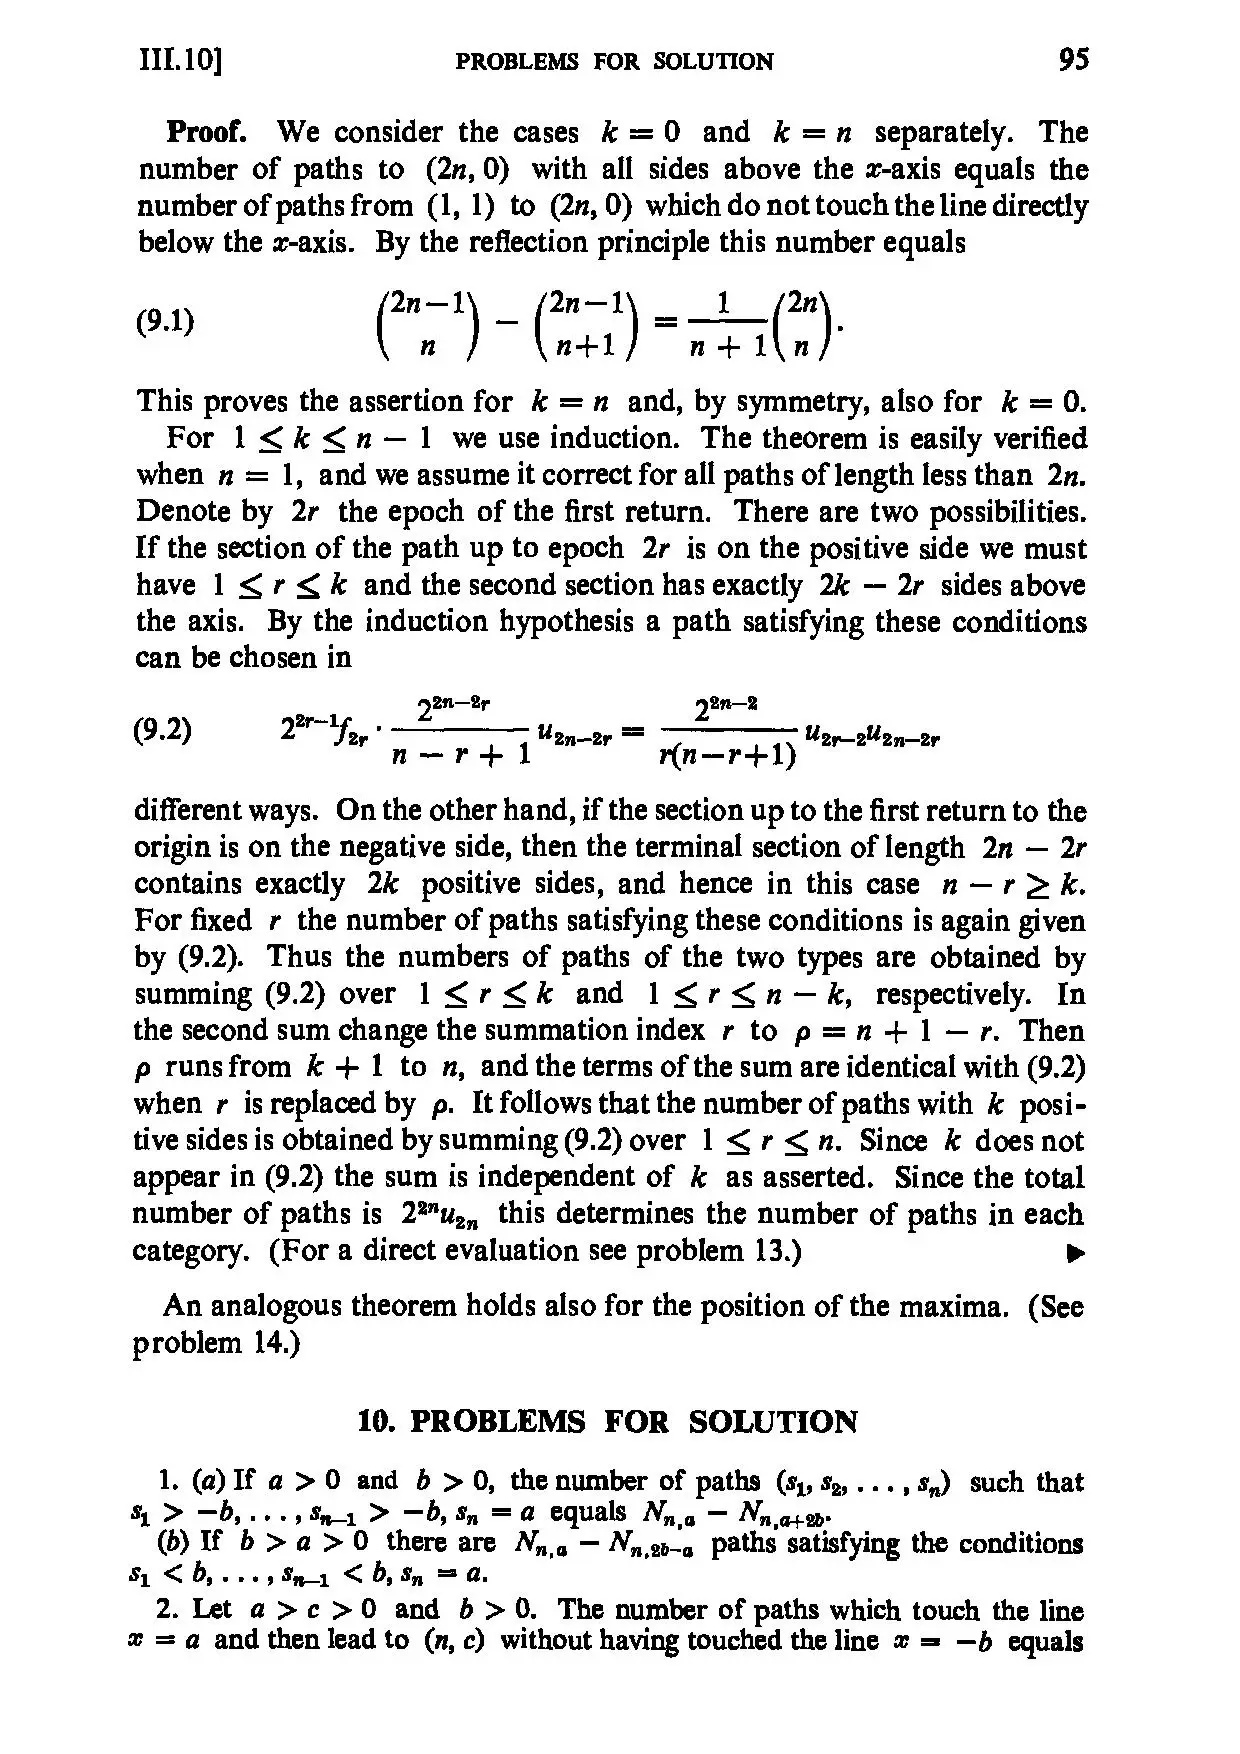 III.10] PROBLEMS FOR SOLUTION 95
Proof. We consider the cases k = 0 and k = n separately. The
number of paths to (2n, 0) with all sides above the x-axis equals the
number of paths from (1, 1) to (2n, 0) which do not touch the line directly
below the x-axis. By the reflection principle this number equals
(9.1) \binom{2n-1}{n} - \binom{2n-1}{n+1} = \frac{1}{n+1}\binom{2n}{n}.
This proves the assertion for k = n and, by symmetry, also for k = 0.
For 1 ≤ k ≤ n − 1 we use induction. The theorem is easily verified
when n = 1, and we assume it correct for all paths of length less than 2n.
Denote by 2r the epoch of the first return. There are two possibilities.
If the section of the path up to epoch 2r is on the positive side we must
have 1 ≤ r ≤ k and the second section has exactly 2k − 2r sides above
the axis. By the induction hypothesis a path satisfying these conditions
can be chosen in
(9.2) 2^{2r-1}f_{2r} · \frac{2^{2n-2r}}{n-r+1} u_{2n-2r} = \frac{2^{2n-2}}{r(n-r+1)} u_{2r-2}u_{2n-2r}
different ways. On the other hand, if the section up to the first return to the
origin is on the negative side, then the terminal section of length 2n − 2r
contains exactly 2k positive sides, and hence in this case n − r ≥ k.
For fixed r the number of paths satisfying these conditions is again given
by (9.2). Thus the numbers of paths of the two types are obtained by
summing (9.2) over 1 ≤ r ≤ k and 1 ≤ r ≤ n − k, respectively. In
the second sum change the summation index r to ρ = n + 1 − r. Then
ρ runs from k + 1 to n, and the terms of the sum are identical with (9.2)
when r is replaced by ρ. It follows that the number of paths with k posi-
tive sides is obtained by summing (9.2) over 1 ≤ r ≤ n. Since k does not
appear in (9.2) the sum is independent of k as asserted. Since the total
number of paths is 2^{2n}u_{2n} this determines the number of paths in each
category. (For a direct evaluation see problem 13.) ▶
An analogous theorem holds also for the position of the maxima. (See
problem 14.)
10. PROBLEMS FOR SOLUTION
1. (a) If a > 0 and b > 0, the number of paths (s_1, s_2, . . . , s_n) such that
s_1 > −b, . . . , s_{n-1} > −b, s_n = a equals N_{n,a} − N_{n,a+2b}.
(b) If b > a > 0 there are N_{n,a} − N_{n,2b-a} paths satisfying the conditions
s_1 < b, . . . , s_{n-1} < b, s_n = a.
2. Let a > c > 0 and b > 0. The number of paths which touch the line
x = a and then lead to (n, c) without having touched the line x = −b equals